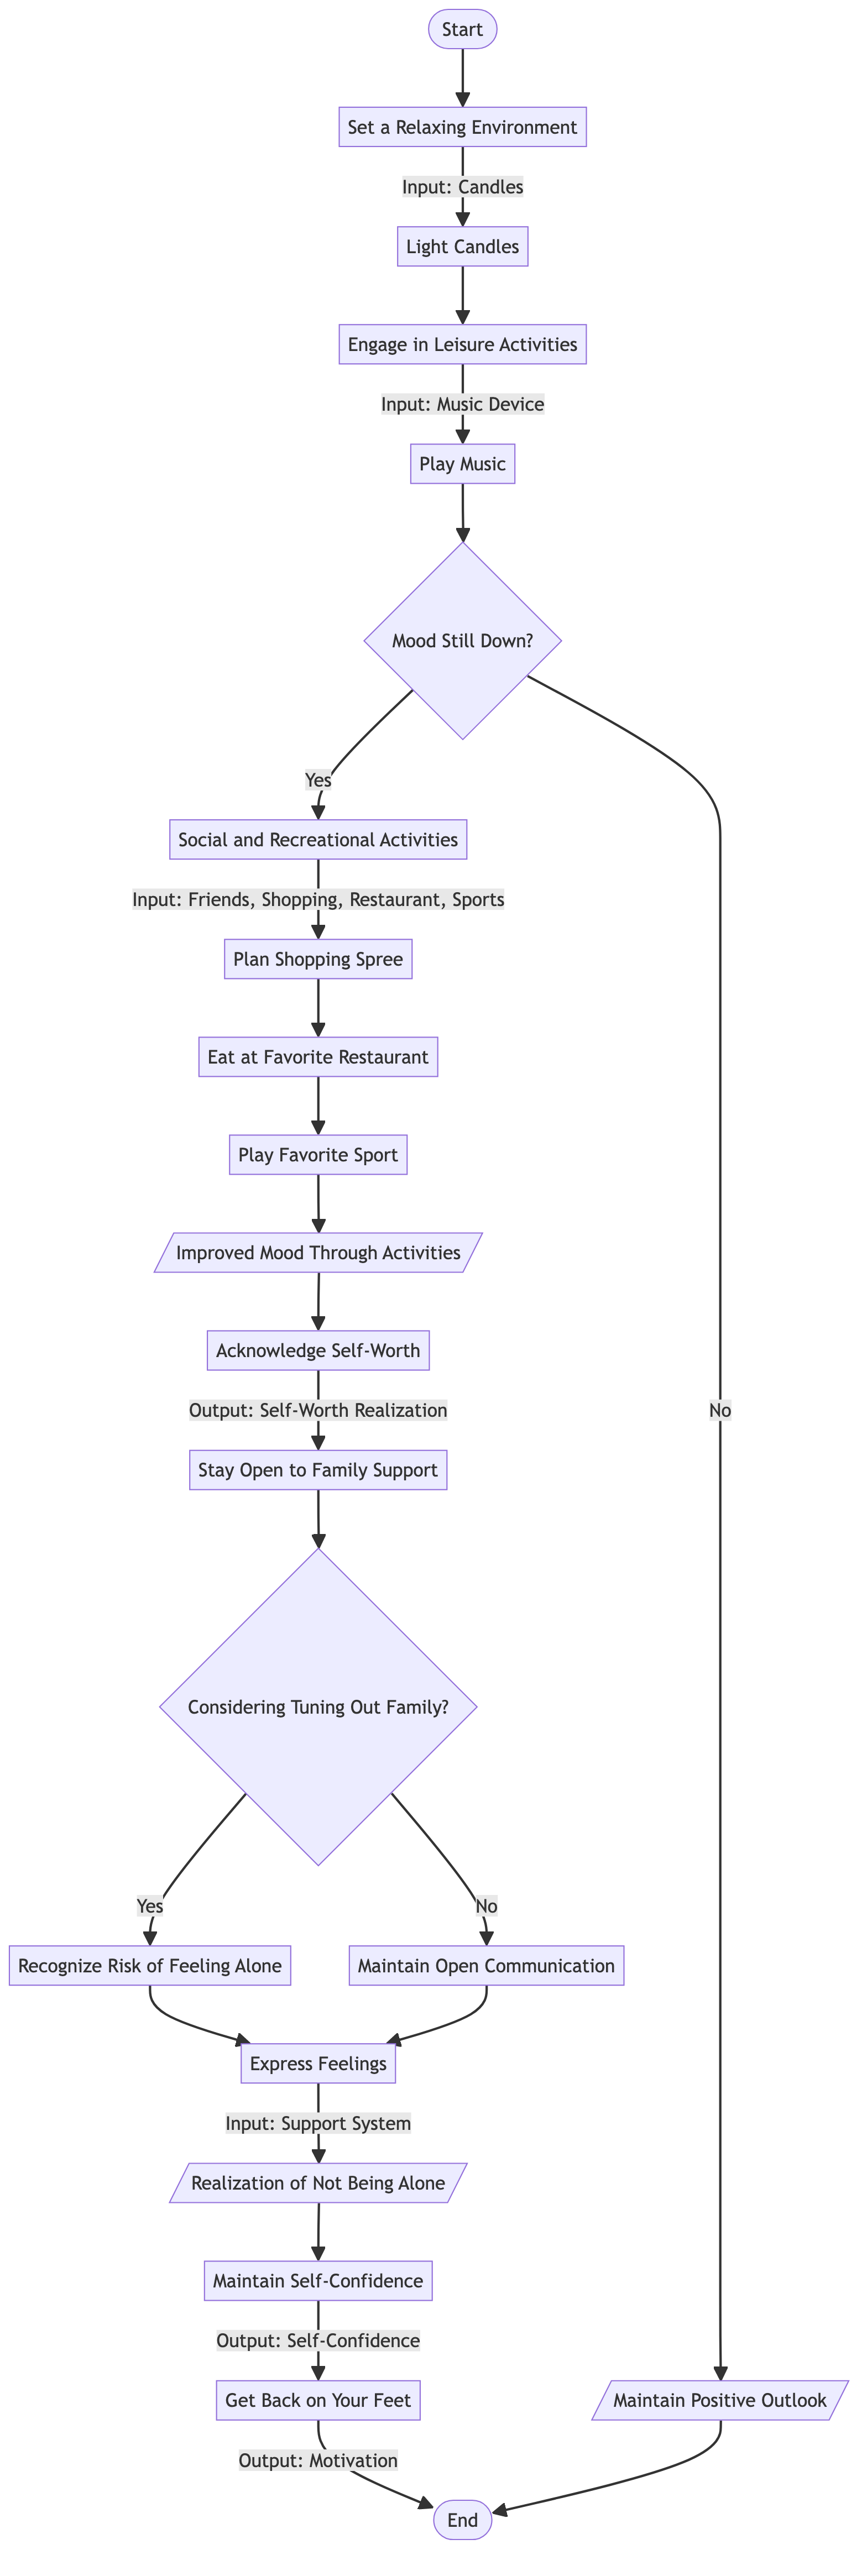 Start
Set a Relaxing Environment
Input: Candles
Light Candles
Engage in Leisure Activities
Input: Music Device
Play Music
Mood Still Down?
Yes
Social and Recreational Activities
Input: Friends, Shopping, Restaurant, Sports
Plan Shopping Spree
Eat at Favorite Restaurant
Play Favorite Sport
Improved Mood Through Activities
Acknowledge Self-Worth
Output: Self-Worth Realization
No
Stay Open to Family Support
Considering Tuning Out Family?
Yes
No
Recognize Risk of Feeling Alone
Maintain Open Communication
Express Feelings
Input: Support System
Realization of Not Being Alone
Maintain Self-Confidence
Output: Self-Confidence
Get Back on Your Feet
Maintain Positive Outlook
Output: Motivation
End